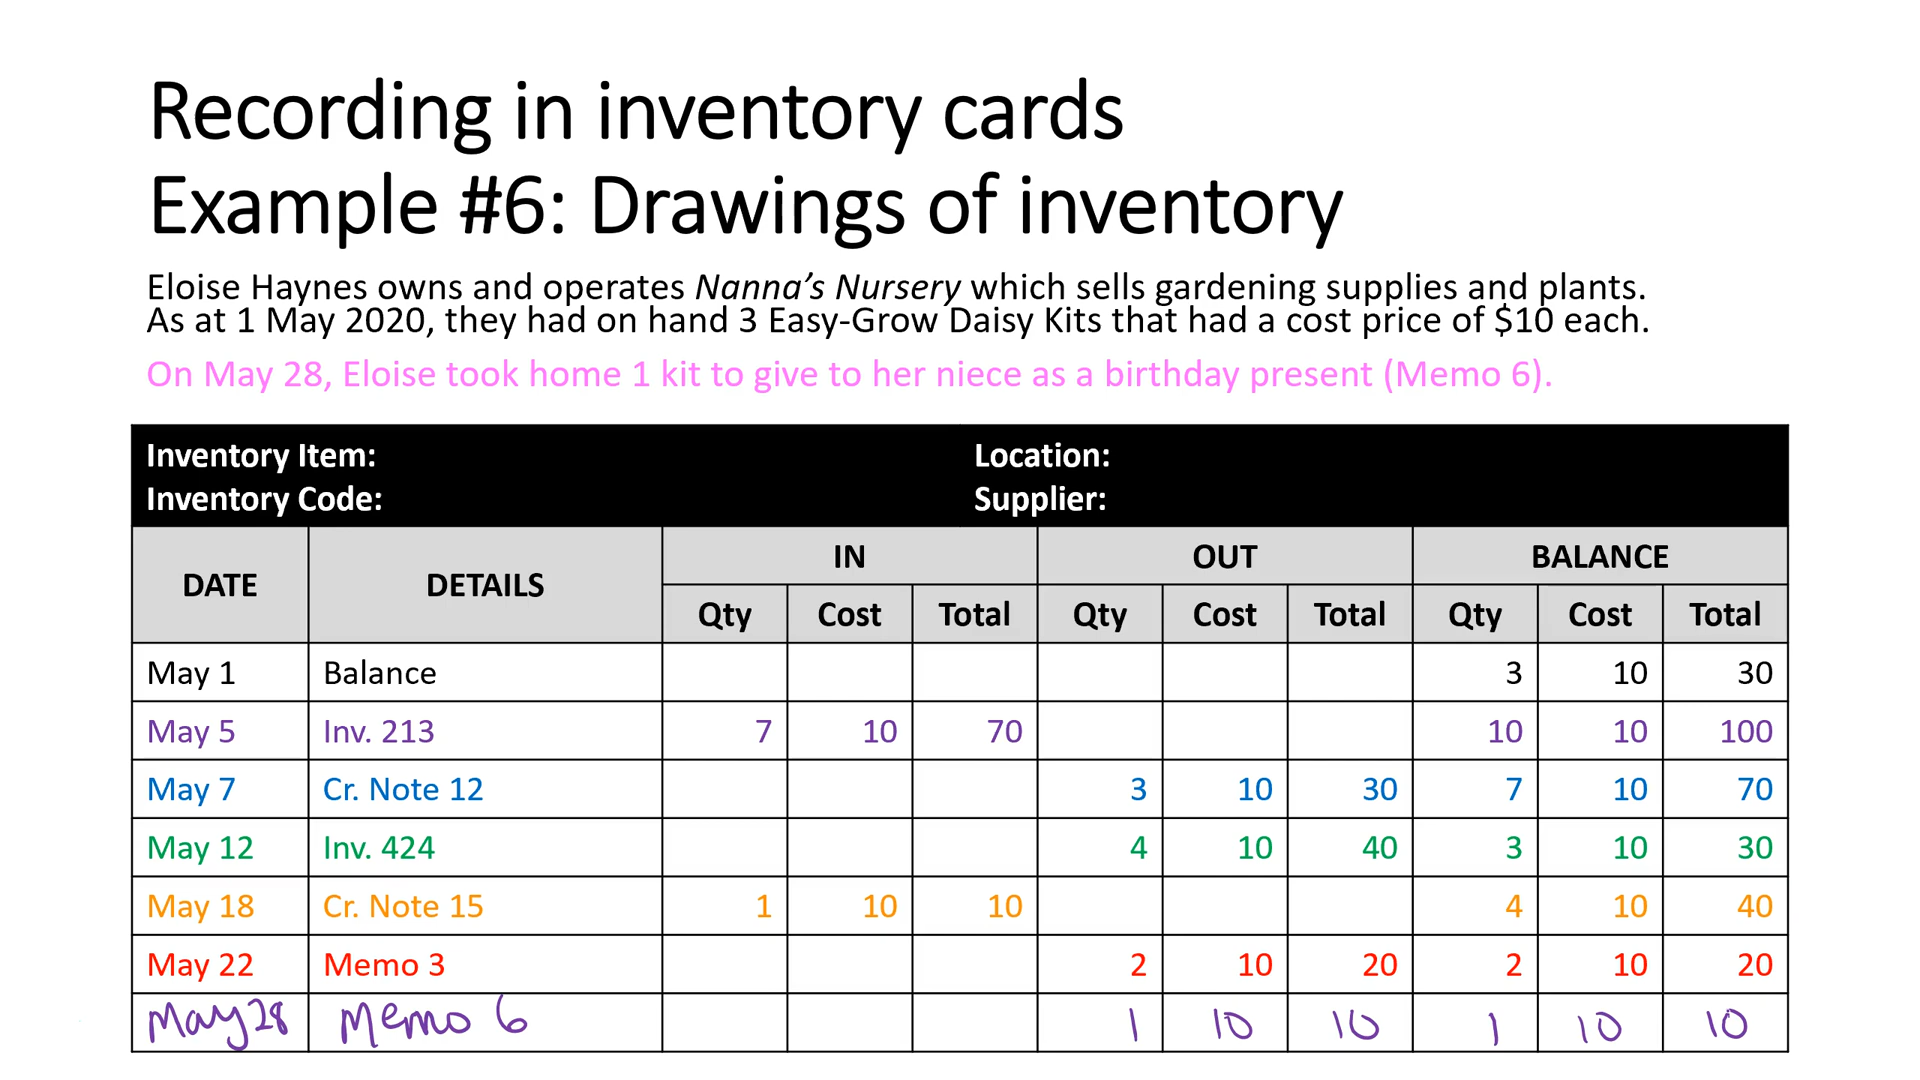 Recording in inventory cards
Example #6: Drawings of inventory
Eloise Haynes owns and operates Nanna's Nursery which sells gardening supplies and plants.
As at 1 May 2020, they had on hand 3 Easy-Grow Daisy Kits that had a cost price of $10 each.
On May 28, Eloise took home 1 kit to give to her niece as a birthday present (Memo 6).
Inventory Item: Location:
Inventory Code: Supplier:
DATE DETAILS IN OUT BALANCE
Qty Cost Total Qty Cost Total Qty Cost Total
May 1 Balance 3 10 30
May 5 Inv. 213 7 10 70 10 10 100
May 7 Cr. Note 12 3 10 30 7 10 70
May 12 Inv. 424 4 10 40 3 10 30
May 18 Cr. Note 15 1 10 10 4 10 40
May 22 Memo 3 2 10 20 2 10 20
May 28 Memo 6 1 10 10 1 10 10